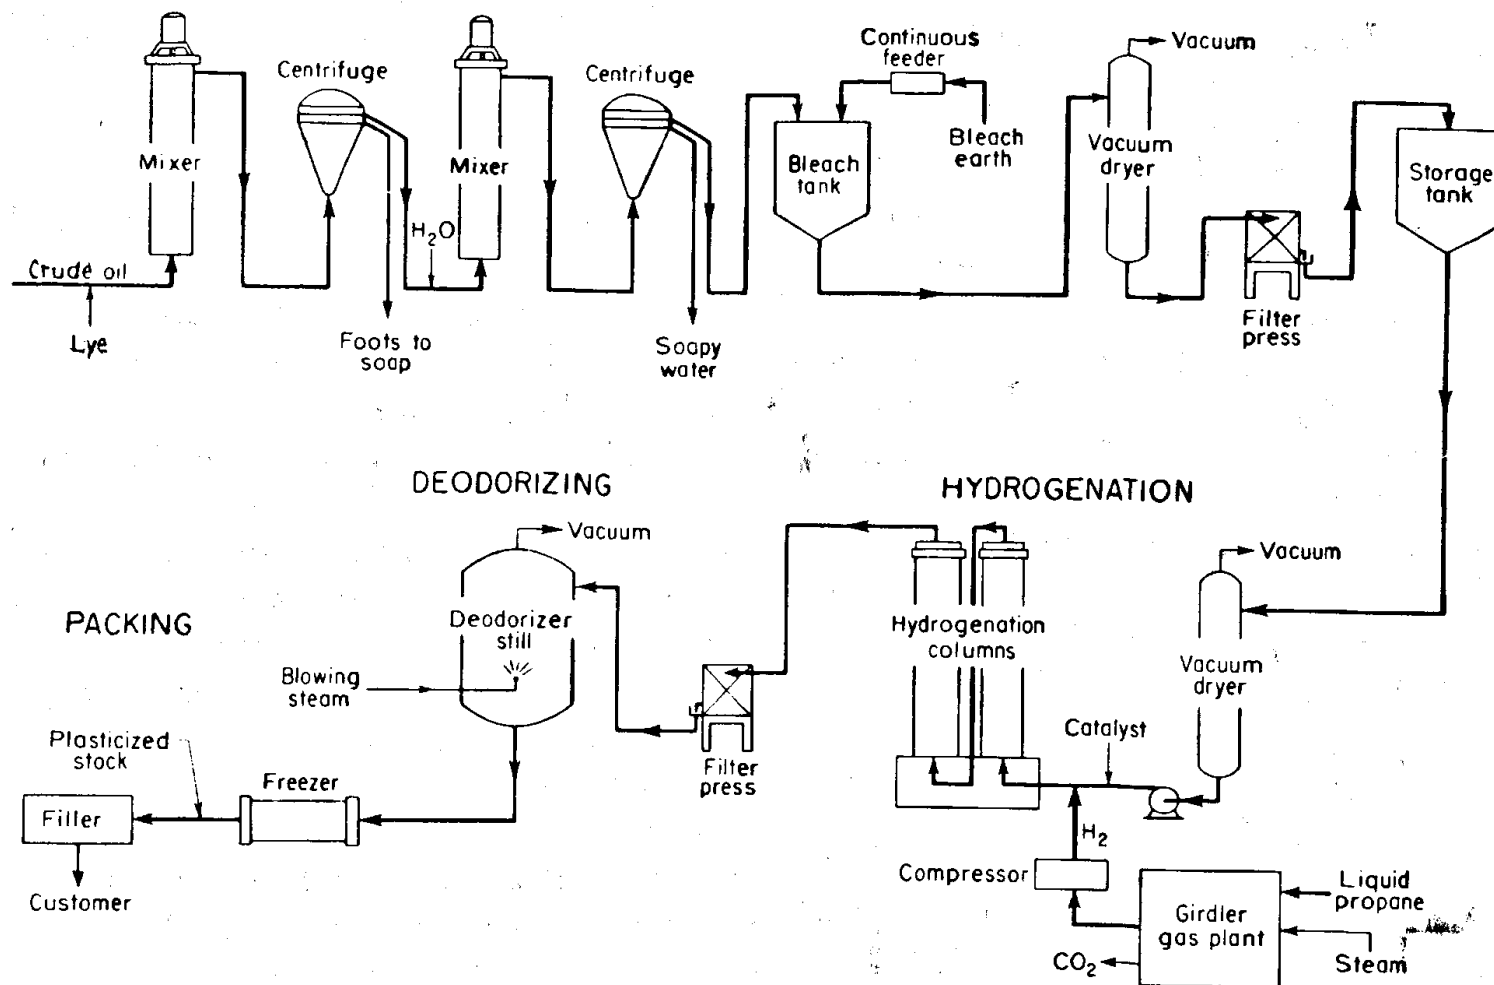 Continuous
feeder
Vacuum
Centrifuge
Centrifuge
Mixer
Mixer
Bleach
tank
Bleach
earth
Vacuum
dryer
Storage
tank
H2O
Crude oil
Lye
Foots to
soap
Soapy
water
Filter
press
DEODORIZING
HYDROGENATION
Vacuum
Vacuum
PACKING
Deodorizer
still
Hydrogenation
columns
Blowing
steam
Vacuum
dryer
Plasticized
stock
Freezer
Filter
press
Catalyst
Filler
H2
Customer
Compressor
Girdler
gas plant
Liquid
propane
CO2
Steam